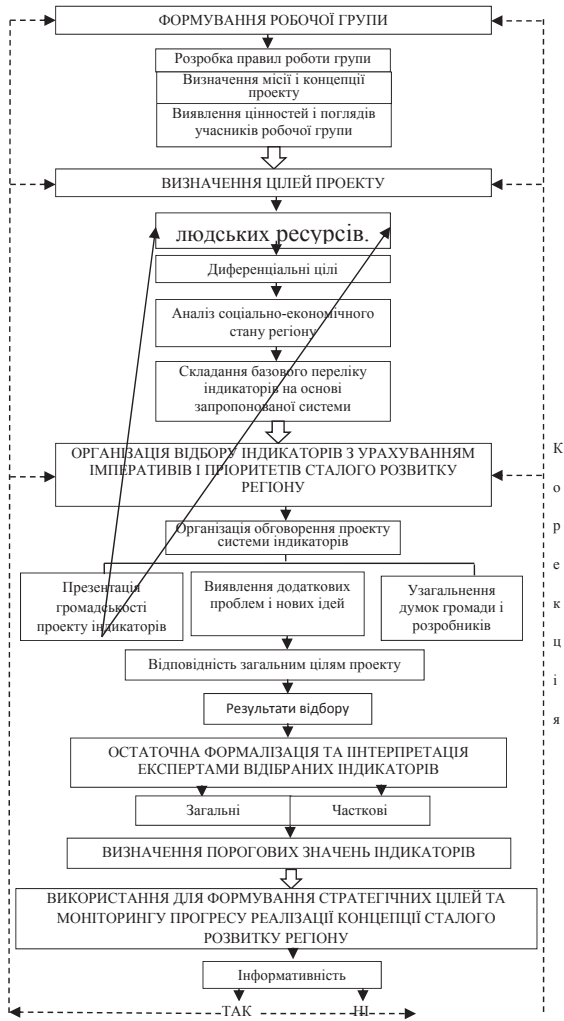 ФОРМУВАННЯ РОБОЧОЇ ГРУПИ
Розробка правил роботи групи
Визначення місії і концепції
проекту
Виявлення цінностей і поглядів
учасників робочої групи
ВИЗНАЧЕННЯ ЦІЛЕЙ ПРОЕКТУ
людських ресурсів.
Диференціальні цілі
Аналіз соціально-економічного
стану регіону
Складання базового переліку
індикаторів на основі
запропонованої системи
ОРГАНІЗАЦІЯ ВІДБОРУ ІНДИКАТОРІВ З УРАХУВАННЯМ
ІМПЕРАТИВІВ І ПРІОРИТЕТІВ СТАЛОГО РОЗВИТКУ
РЕГІОНУ
Організація обговорення проекту
системи індикаторів
Презентація
громадськості
проекту індикаторів
Виявлення додаткових
проблем і нових ідей
Узагальнення
думок громади і
розробників
Відповідність загальним цілям проекту
Результати відбору
ОСТАТОЧНА ФОРМАЛІЗАЦІЯ ТА ІІНТЕРПРЕТАЦІЯ
ЕКСПЕРТАМИ ВІДІБРАНИХ ІНДИКАТОРІВ
Загальні
Часткові
ВИЗНАЧЕННЯ ПОРОГОВИХ ЗНАЧЕНЬ ІНДИКАТОРІВ
ВИКОРИСТАННЯ ДЛЯ ФОРМУВАННЯ СТРАТЕГІЧНИХ ЦІЛЕЙ ТА
МОНІТОРИНГУ ПРОГРЕСУ РЕАЛІЗАЦІЇ КОНЦЕПЦІЇ СТАЛОГО
РОЗВИТКУ РЕГІОНУ
Інформативність
ТАК
НІ
К
о
р
е
к
ц
і
я